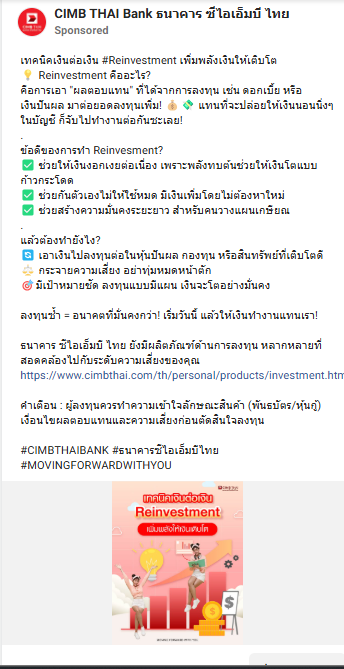 CIMB THAI Bank ธนาคาร ซีไอเอ็มบี ไทย
Sponsored
เทคนิคเงินต่อเงิน #Reinvestment เพิ่มพลังเงินให้เติบโต
💡 Reinvestment คืออะไร?
คือการเอา "ผลตอบแทน" ที่ได้จากการลงทุน เช่น ดอกเบี้ย หรือ
เงินปันผล มาต่อยอดลงทุนเพิ่ม! 💰 💸 แทนที่จะปล่อยให้เงินนอนนิ่งๆ
ในบัญชี ก็จับไปทำงานต่อกันซะเลย!
.
ข้อดีของการทำ Reinvesment?
✅ ช่วยให้เงินงอกเงยต่อเนื่อง เพราะพลังทบต้นช่วยให้เงินโตแบบ
ก้าวกระโดด
✅ ช่วยกันตัวเองไม่ให้ใช้หมด มีเงินเพิ่มโดยไม่ต้องหาใหม่
✅ ช่วยสร้างความมั่นคงระยะยาว สำหรับคนวางแผนเกษียณ
.
แล้วต้องทำยังไง?
🔄 เอาเงินไปลงทุนต่อในหุ้นปันผล กองทุน หรือสินทรัพย์ที่เติบโตดี
⚖️ กระจายความเสี่ยง อย่าทุ่มหมดหน้าตัก
🎯 มีเป้าหมายชัด ลงทุนแบบมีแผน เงินจะโตอย่างมั่นคง
ลงทุนซ้ำ = อนาคตที่มั่นคงกว่า! เริ่มวันนี้ แล้วให้เงินทำงานแทนเรา!
ธนาคาร ซีไอเอ็มบี ไทย ยังมีผลิตภัณฑ์ด้านการลงทุน หลากหลายที่
สอดคล้องไปกับระดับความเสี่ยงของคุณ
https://www.cimbthai.com/th/personal/products/investment.htm
คำเตือน : ผู้ลงทุนควรทำความเข้าใจลักษณะสินค้า (พันธบัตร/หุ้นกู้)
เงื่อนไขผลตอบแทนและความเสี่ยงก่อนตัดสินใจลงทุน
#CIMBTHAIBANK #ธนาคารซีไอเอ็มบีไทย
#MOVINGFORWARDWITHYOU
เทคนิคเงินต่อเงิน
Reinvestment
เพิ่มพลังให้เงินเติบโต